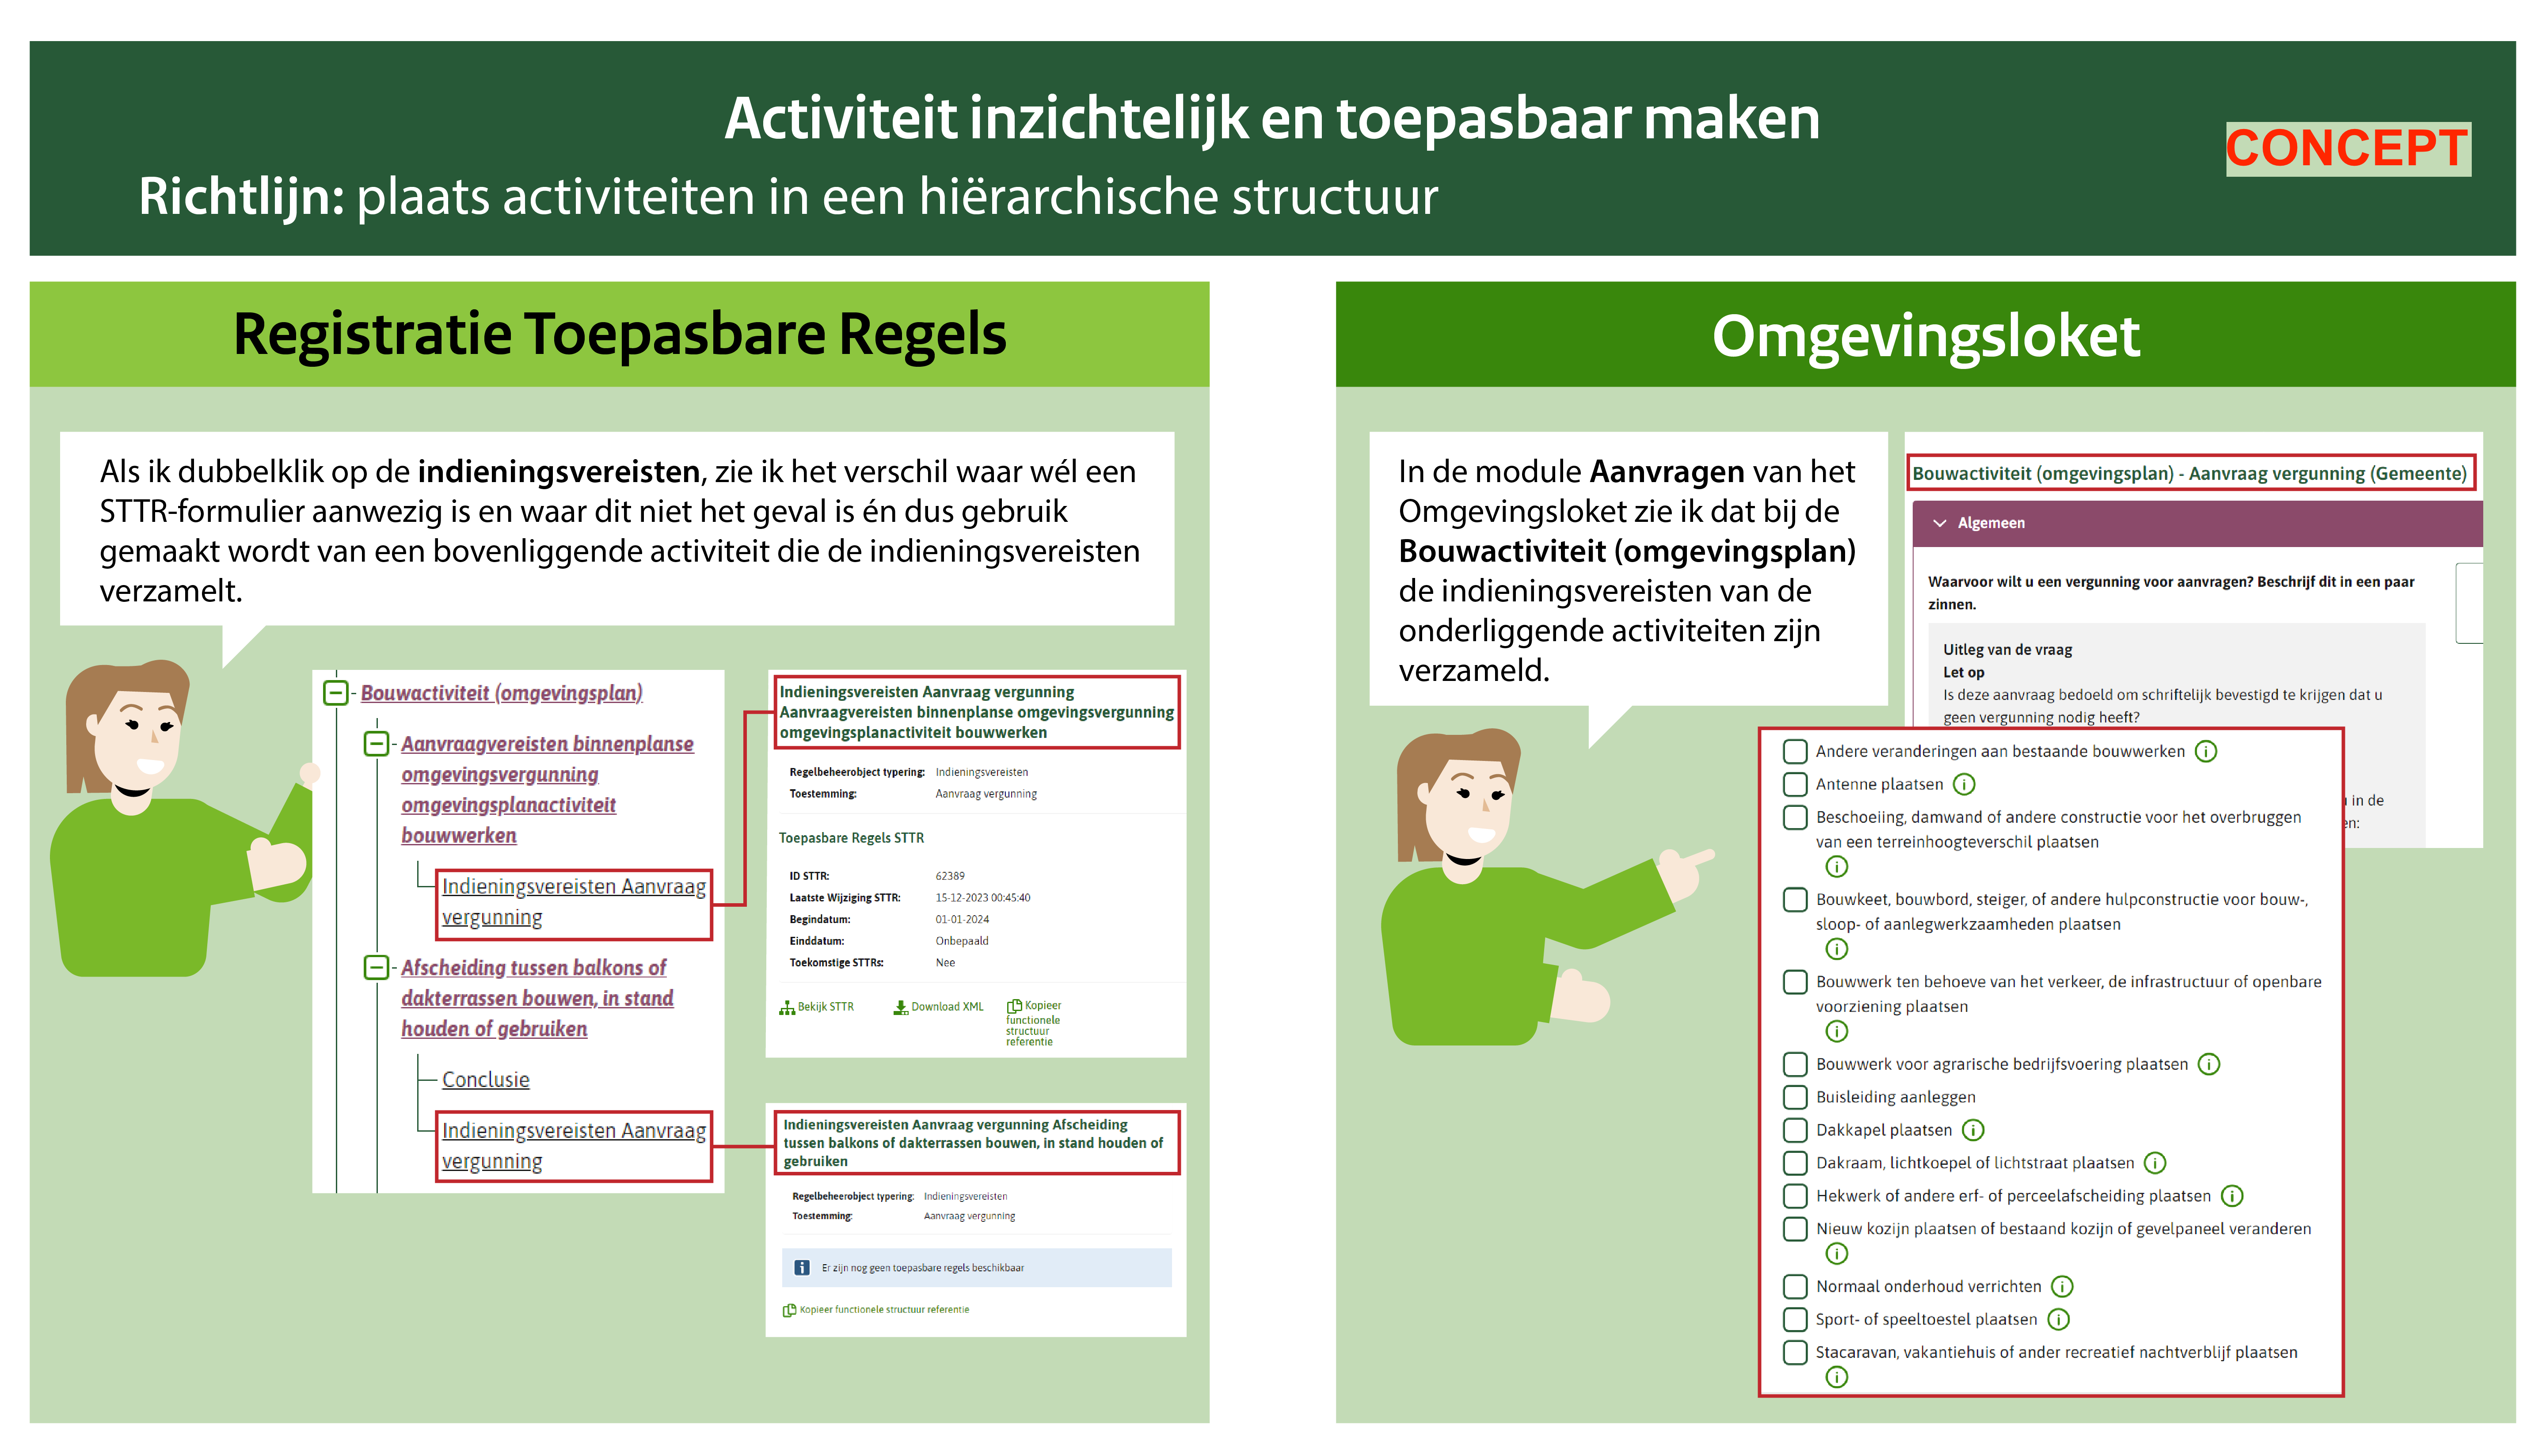 Activiteit inzichtelijk en toepasbaar maken
CONCEPT
Richtlijn: plaats activiteiten in een hiërarchische structuur
Registratie Toepasbare Regels
Als ik dubbelklik op de indieningsvereisten, zie ik het verschil waar wél een
STTR-formulier aanwezig is en waar dit niet het geval is én dus gebruik
gemaakt wordt van een bovenliggende activiteit die de indieningsvereisten
verzamelt.
Bouwactiviteit (omgevingsplan)
Aanvraagvereisten binnenplanse
omgevingsvergunning
omgevingsplanactiviteit
bouwwerken
Indieningsvereisten Aanvraag
vergunning
Afscheiding tussen balkons of
dakterrassen bouwen, in stand
houden of gebruiken
Conclusie
Indieningsvereisten Aanvraag
vergunning
Indieningsvereisten Aanvraag vergunning
Aanvraagvereisten binnenplanse omgevingsvergunning
omgevingsplanactiviteit bouwwerken
Regelbeheerobject typering: Indieningsvereisten
Toestemming: Aanvraag vergunning
Toepasbare Regels STTR
ID STTR: 62389
Laatste Wijziging STTR: 15-12-2023 00:45:40
Begindatum: 01-01-2024
Einddatum: Onbepaald
Toekomstige STTRs: Nee
Bekijk STTR Download XML Kopieer
functionele
structuur
referentie
Indieningsvereisten Aanvraag vergunning Afscheiding
tussen balkons of dakterrassen bouwen, in stand houden of
gebruiken
Regelbeheerobject typering: Indieningsvereisten
Toestemming: Aanvraag vergunning
Er zijn nog geen toepasbare regels beschikbaar
Kopieer functionele structuur referentie
Omgevingsloket
In de module Aanvragen van het
Omgevingsloket zie ik dat bij de
Bouwactiviteit (omgevingsplan)
de indieningsvereisten van de
onderliggende activiteiten zijn
verzameld.
Bouwactiviteit (omgevingsplan) - Aanvraag vergunning (Gemeente)
Algemeen
Waarvoor wilt u een vergunning voor aanvragen? Beschrijf dit in een paar
zinnen.
Uitleg van de vraag
Let op
Is deze aanvraag bedoeld om schriftelijk bevestigd te krijgen dat u
geen vergunning nodig heeft?
in de
en:
Andere veranderingen aan bestaande bouwwerken
Antenne plaatsen
Beschoeiing, damwand of andere constructie voor het overbruggen
van een terreinhoogteverschil plaatsen
Bouwkeet, bouwbord, steiger, of andere hulpconstructie voor bouw-,
sloop- of aanlegwerkzaamheden plaatsen
Bouwwerk ten behoeve van het verkeer, de infrastructuur of openbare
voorziening plaatsen
Bouwwerk voor agrarische bedrijfsvoering plaatsen
Buisleiding aanleggen
Dakkapel plaatsen
Dakraam, lichtkoepel of lichtstraat plaatsen
Hekwerk of andere erf- of perceelafscheiding plaatsen
Nieuw kozijn plaatsen of bestaand kozijn of gevelpaneel veranderen
Normaal onderhoud verrichten
Sport- of speeltoestel plaatsen
Stacaravan, vakantiehuis of ander recreatief nachtverblijf plaatsen